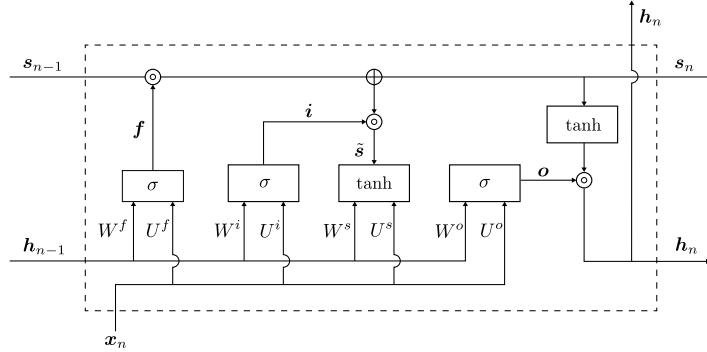 h_n
s_{n-1} s_n
f i tanh
s̃ o
σ σ tanh σ
W^f U^f W^i U^i W^s U^s W^o U^o
h_{n-1} h_n
x_n